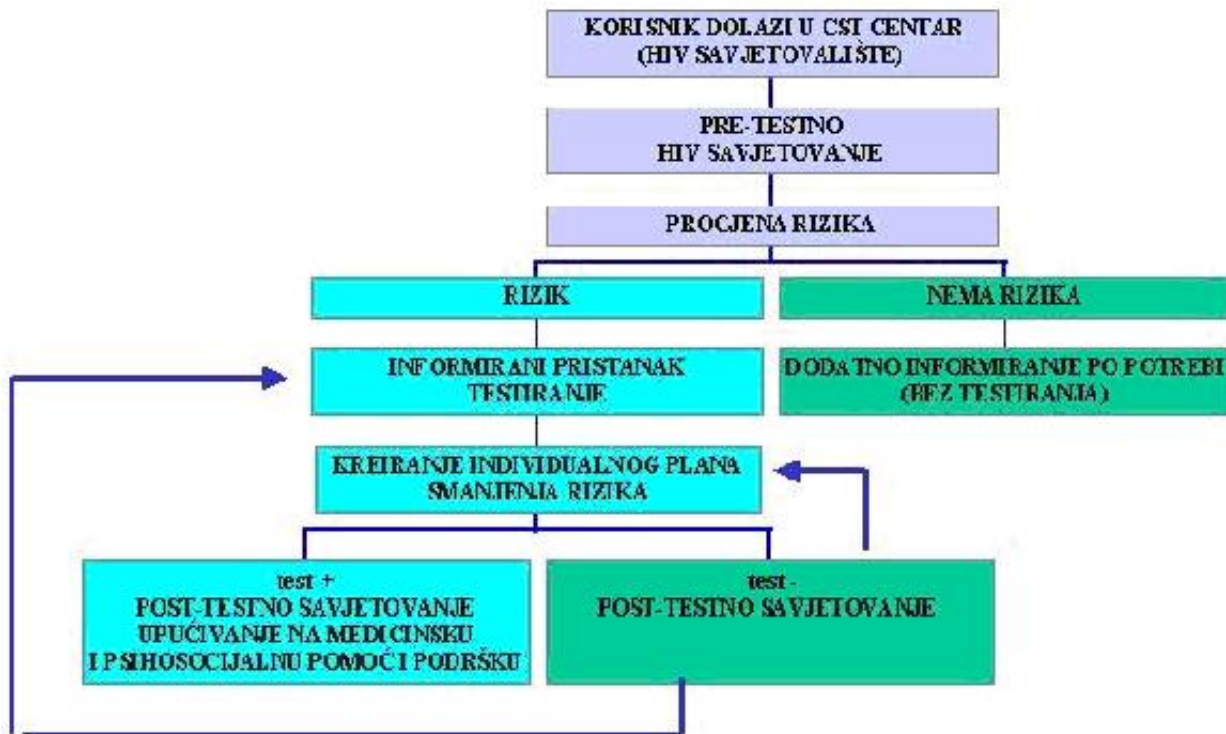 KORISNIK DOLAZI U CST CENTAR
(HIV SAVJETOVALIŠTE)
PRE-TESTNO
HIV SAVJETOVANJE
PROCJENA RIZIKA
RIZIK
NEMA RIZIKA
INFORMIRANI PRISTANAK
TESTIRANJE
DODATNO INFORMIRANJE PO POTREBI
(BEZ TESTIRANJA)
KREIRANJE INDIVIDUALNOG PLANA
SMANJENJA RIZIKA
test +
POST-TESTNO SAVJETOVANJE
UPUĆIVANJE NA MEDICINSKU
I PSIHOSOCIJALNU POMOĆ I PODRŠKU
test -
POST-TESTNO SAVJETOVANJE